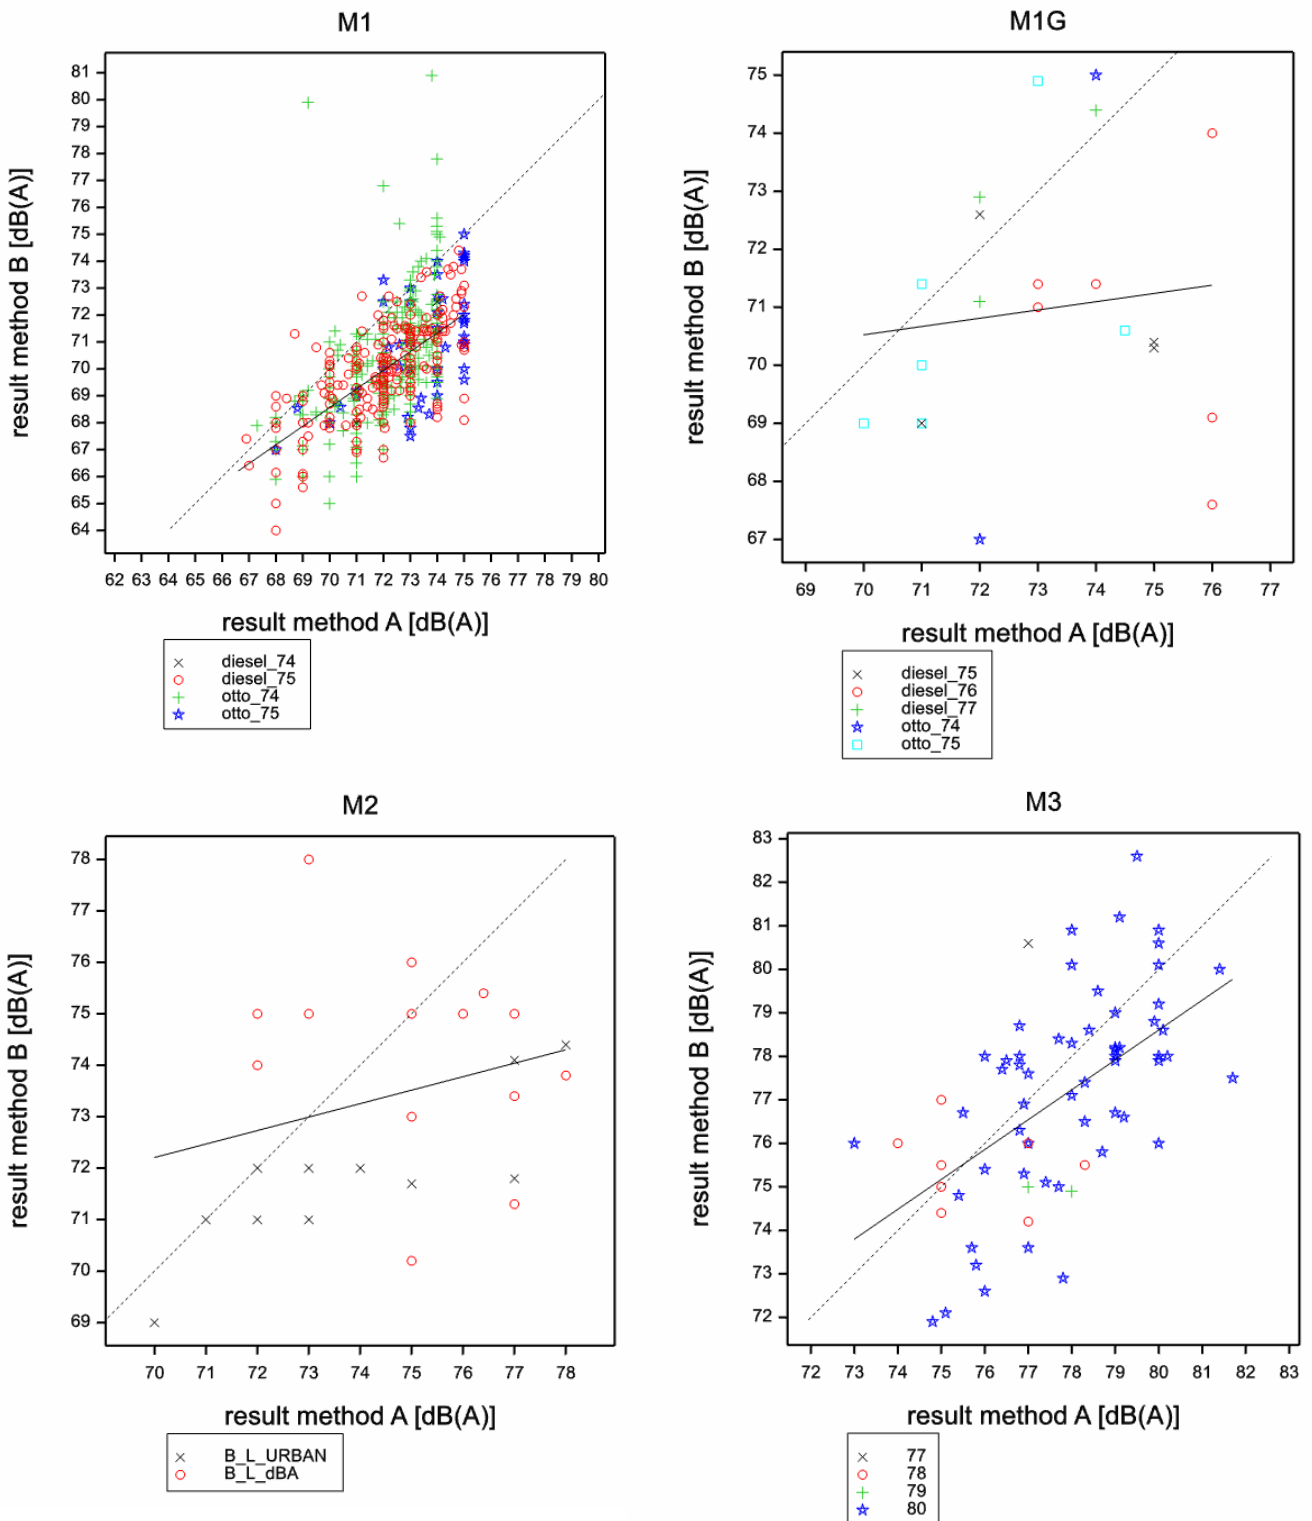 M1
81
80
79
78
77
76
75
74
73
72
71
70
69
68
67
66
65
64
result method B [dB(A)]
62 63 64 65 66 67 68 69 70 71 72 73 74 75 76 77 78 79 80
result method A [dB(A)]
diesel_74
diesel_75
otto_74
otto_75
M1G
75
74
73
72
71
70
69
68
67
result method B [dB(A)]
69 70 71 72 73 74 75 76 77
result method A [dB(A)]
diesel_75
diesel_76
diesel_77
otto_74
otto_75
M2
78
77
76
75
74
73
72
71
70
69
result method B [dB(A)]
70 71 72 73 74 75 76 77 78
result method A [dB(A)]
B_L_URBAN
B_L_dBA
M3
83
82
81
80
79
78
77
76
75
74
73
72
result method B [dB(A)]
72 73 74 75 76 77 78 79 80 81 82 83
result method A [dB(A)]
77
78
79
80